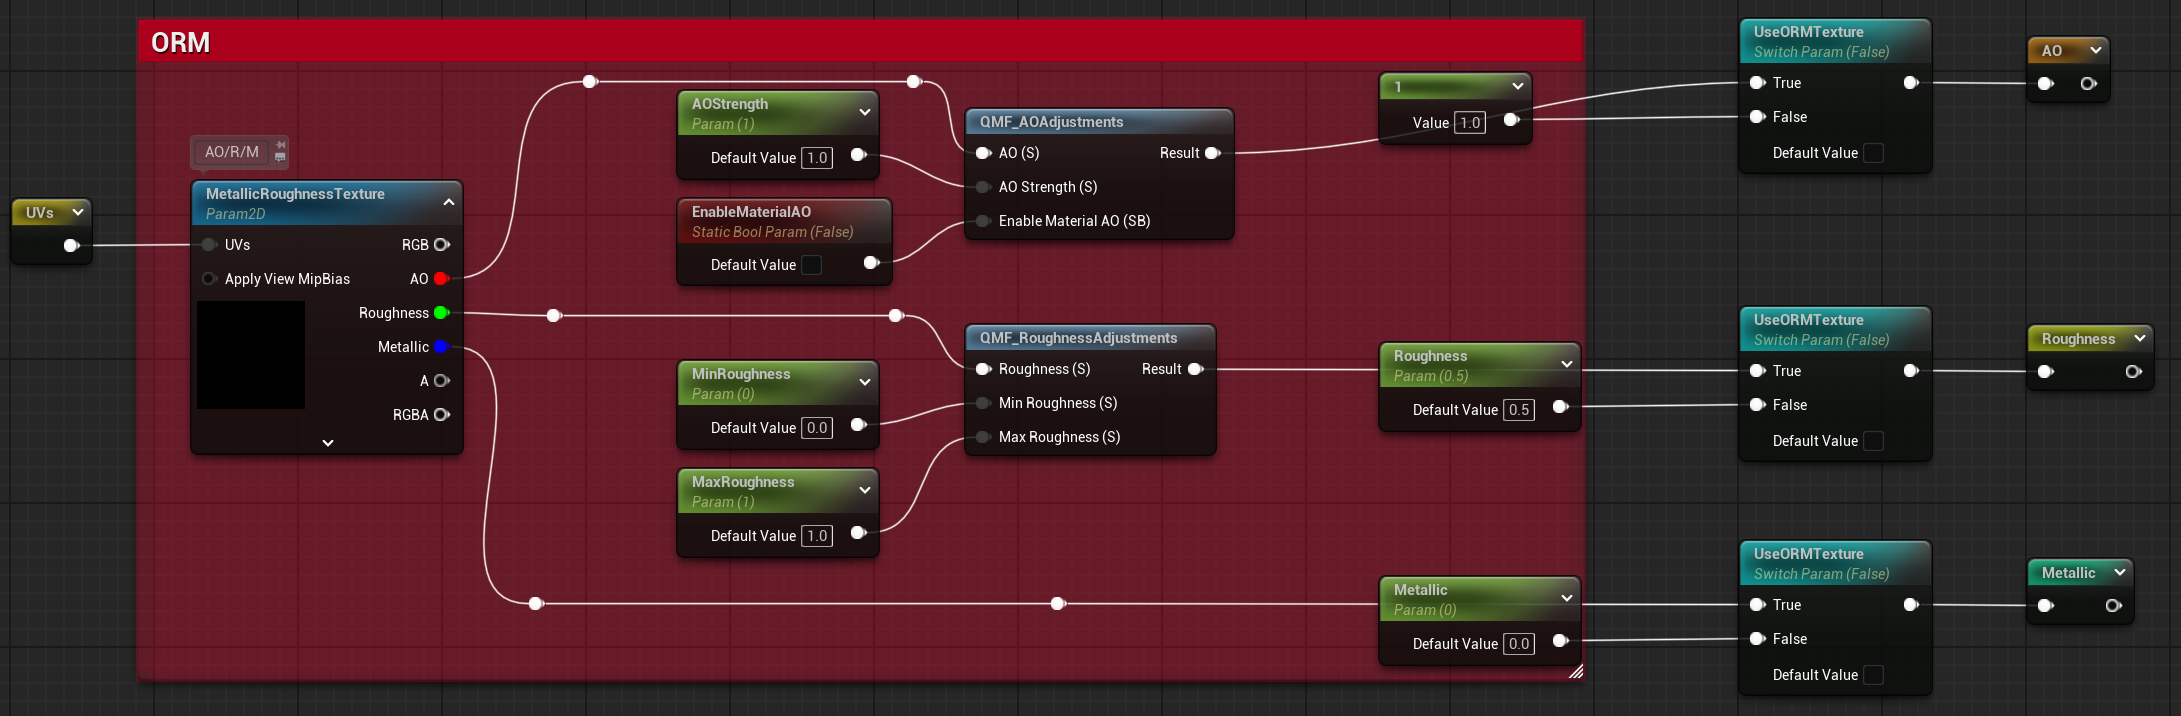 ORM
UVs
AO/R/M
MetallicRoughnessTexture
Param2D
UVs
RGB
Apply View MipBias
AO
Roughness
Metallic
A
RGBA
AOStrength
Param (1)
Default Value 1.0
EnableMaterialAO
Static Bool Param (False)
Default Value
MinRoughness
Param (0)
Default Value 0.0
MaxRoughness
Param (1)
Default Value 1.0
QMF_AOAdjustments
AO (S)
Result
AO Strength (S)
Enable Material AO (SB)
QMF_RoughnessAdjustments
Roughness (S)
Result
Min Roughness (S)
Max Roughness (S)
1
Value 1.0
Roughness
Param (0.5)
Default Value 0.5
Metallic
Param (0)
Default Value 0.0
UseORMTexture
Switch Param (False)
True
False
Default Value
AO
UseORMTexture
Switch Param (False)
True
False
Default Value
Roughness
UseORMTexture
Switch Param (False)
True
False
Default Value
Metallic